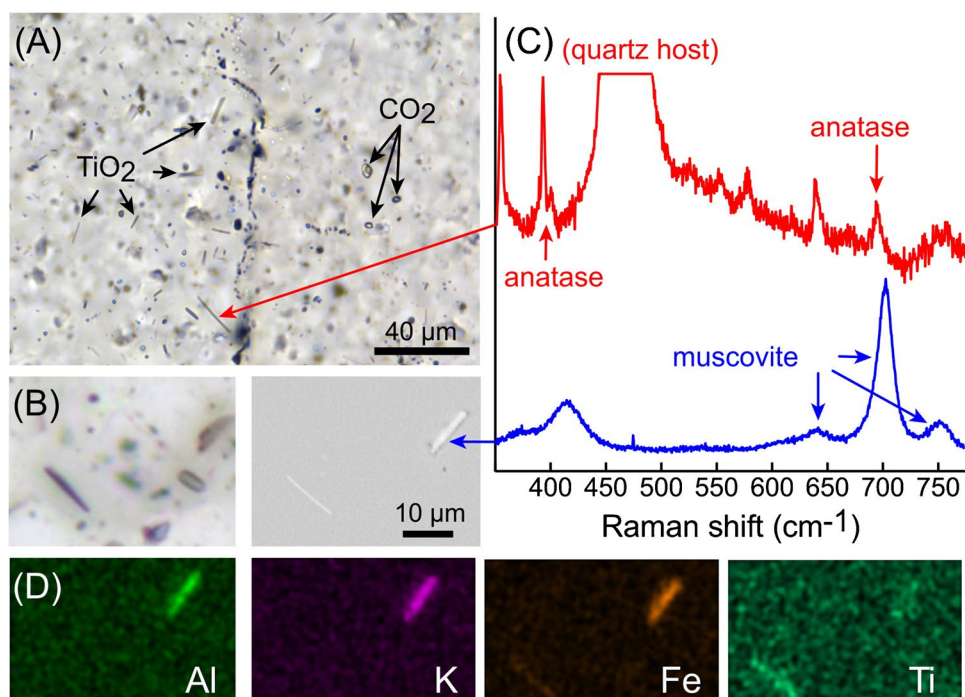 (A)
TiO2
CO2
40 µm
(B)
10 µm
(C)
(quartz host)
anatase
anatase
muscovite
400 450 500 550 600 650 700 750
Raman shift (cm-1)
(D)
Al
K
Fe
Ti